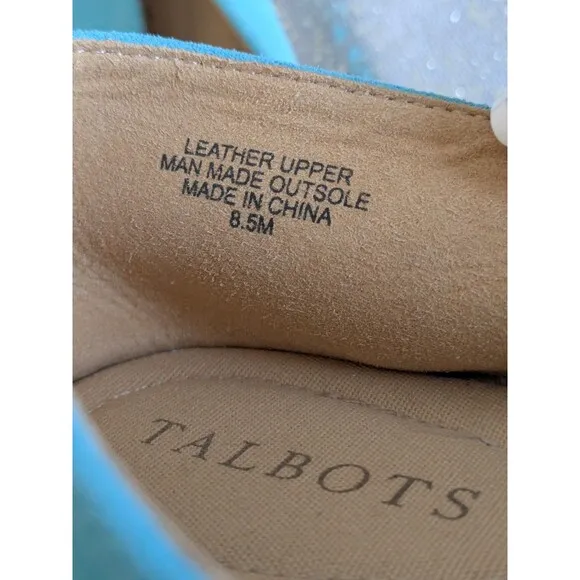 LEATHER UPPER
MAN MADE OUTSOLE
MADE IN CHINA
8.5M
TALBOTS